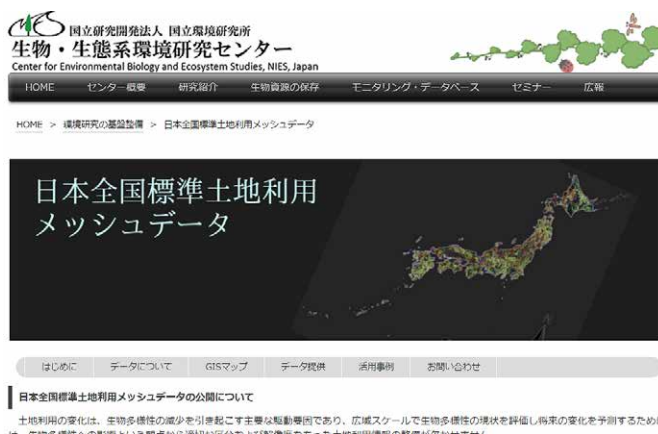 NIES 国立研究開発法人 国立環境研究所
生物・生態系環境研究センター
Center for Environmental Biology and Ecosystem Studies, NIES, Japan
HOME センター概要 研究紹介 生物資源の保存 モニタリング・データベース セミナー 広報
HOME > 環境研究の基盤整備 > 日本全国標準土地利用メッシュデータ
日本全国標準土地利用
メッシュデータ
はじめに データについて GISマップ データ提供 活用事例 お問い合わせ
日本全国標準土地利用メッシュデータの公開について
土地利用の変化は、生物多様性の減少を引き起こす主要な駆動要因であり、広域スケールで生物多様性の現状を評価し将来の変化を予測するため